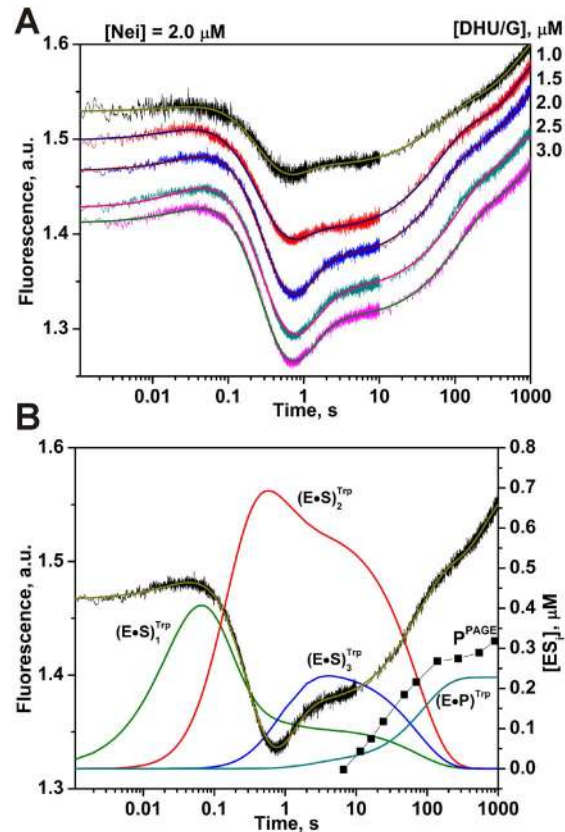 A
[Nei] = 2.0 μM
[DHU/G], μM
1.0
1.5
2.0
2.5
3.0
1.6
1.5
1.4
1.3
Fluorescence, a.u.
0.01 0.1 1 10 100 1000
Time, s
B
1.6
1.5
1.4
1.3
Fluorescence, a.u.
0.8
0.7
0.6
0.5
0.4
0.3
0.2
0.1
0.0
[ESᵢ], μM
(E•S)₂ᵀʳᵖ
(E•S)₁ᵀʳᵖ
(E•S)₃ᵀʳᵖ
Pᴾᴬᴳᴱ
(E•P)ᵀʳᵖ
0.01 0.1 1 10 100 1000
Time, s